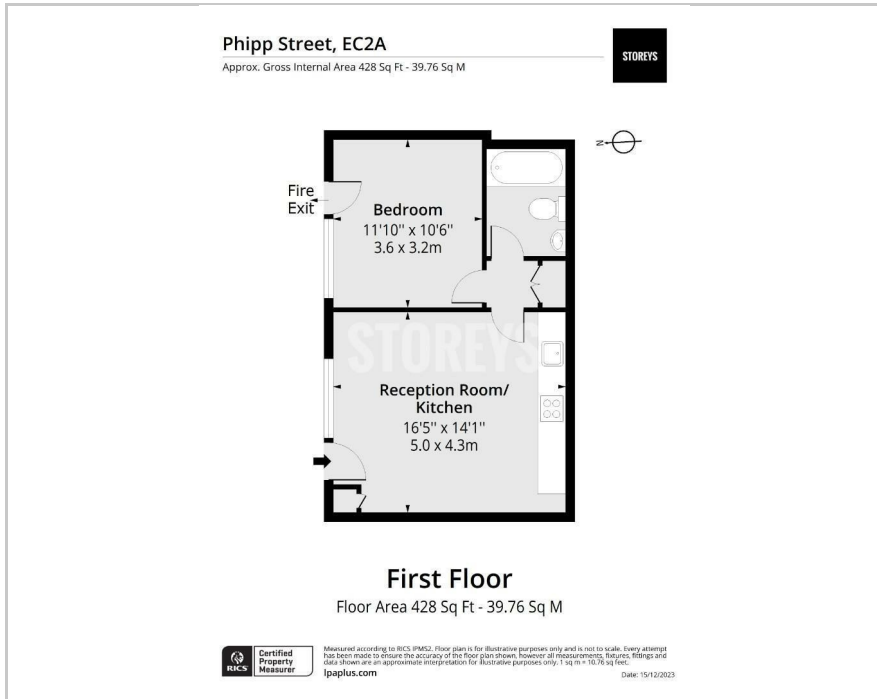 Phipp Street, EC2A
Approx. Gross Internal Area 428 Sq Ft - 39.76 Sq M
STOREYS
N
Fire
Exit
Bedroom
11'10" x 10'6"
3.6 x 3.2m
STOREYS
Reception Room/
Kitchen
16'5" x 14'1"
5.0 x 4.3m
First Floor
Floor Area 428 Sq Ft - 39.76 Sq M
RICS
Certified
Property
Measurer
Measured according to RICS IPMS2. Floor plan is for illustrative purposes only and is not to scale. Every attempt
has been made to ensure the accuracy of the floor plan shown, however all measurements, fixtures, fittings and
data shown are an approximate interpretation for illustrative purposes only. 1 sq m = 10.76 sq feet.
lpaplus.com
Date: 15/12/2023